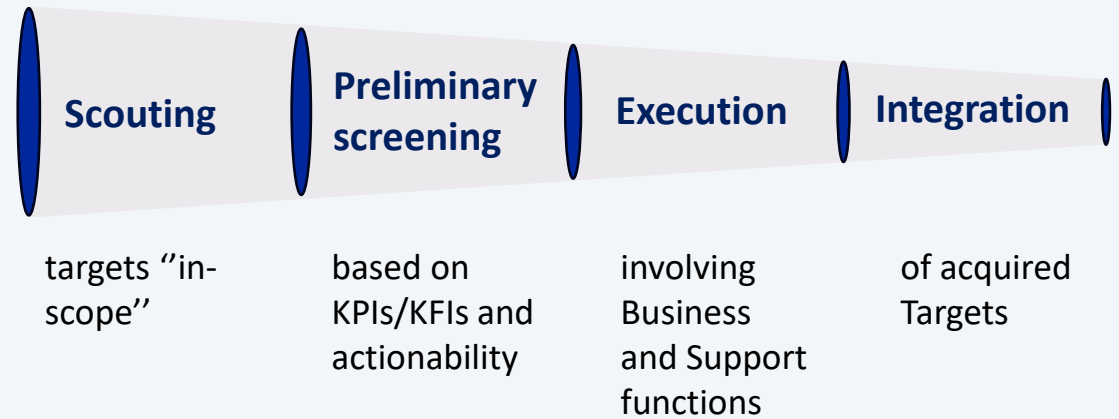 Scouting
Preliminary
screening
Execution
Integration
targets ‘’in-
scope’’
based on
KPIs/KFIs and
actionability
involving
Business
and Support
functions
of acquired
Targets